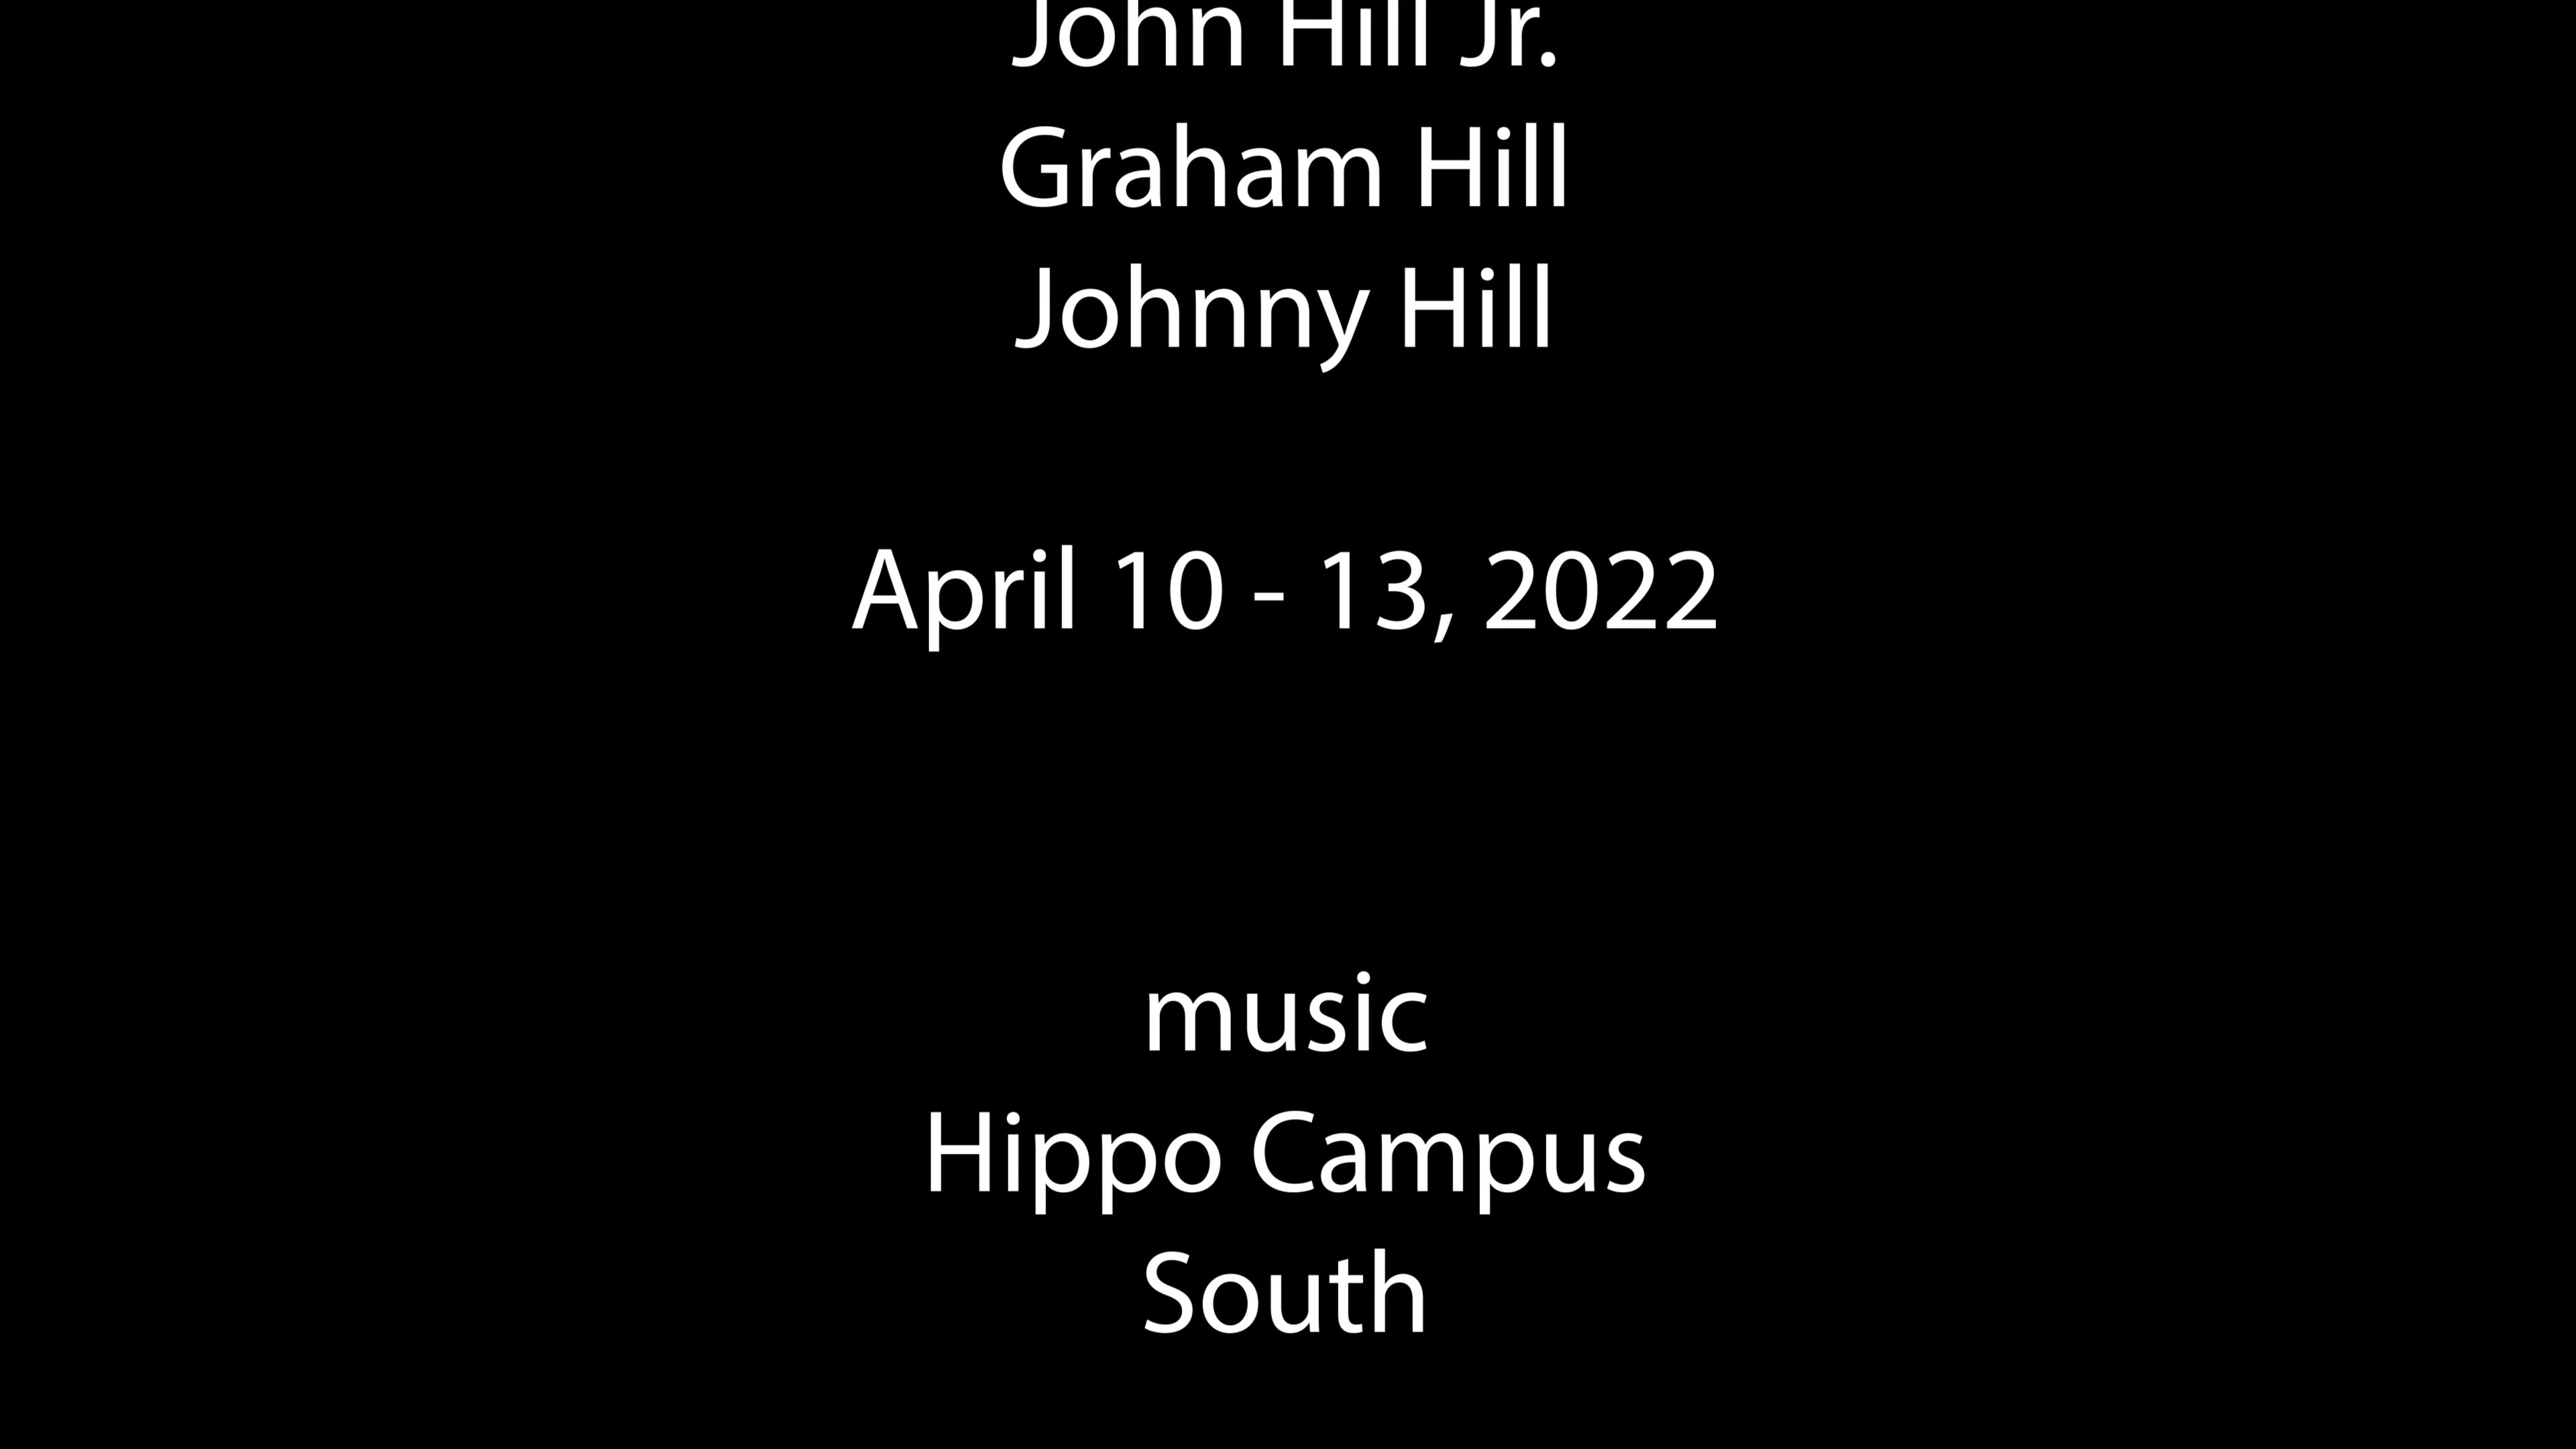 John Hill Jr.
Graham Hill
Johnny Hill
April 10 - 13, 2022
music
Hippo Campus
South